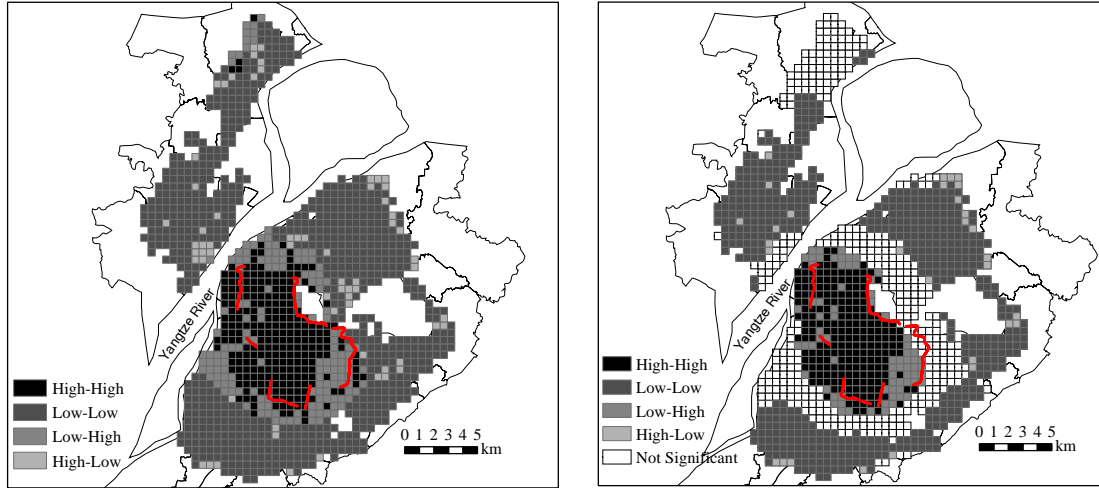 Yangtze River
High-High
Low-Low
Low-High
High-Low
0 1 2 3 4 5
km
Yangtze River
High-High
Low-Low
Low-High
High-Low
Not Significant
0 1 2 3 4 5
km